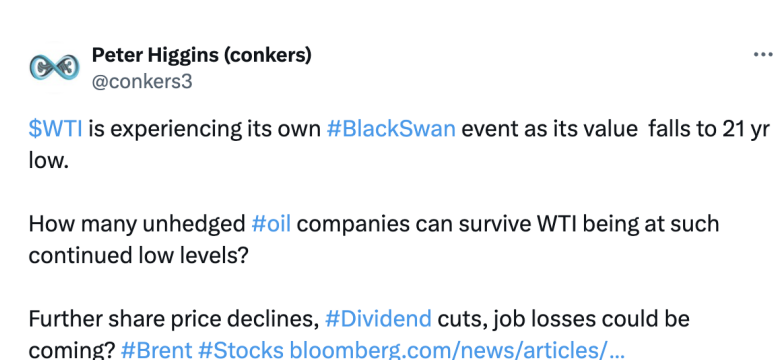 Peter Higgins (conkers)
@conkers3
$WTI is experiencing its own #BlackSwan event as its value falls to 21 yr
low.
How many unhedged #oil companies can survive WTI being at such
continued low levels?
Further share price declines, #Dividend cuts, job losses could be
coming? #Brent #Stocks bloomberg.com/news/articles/...